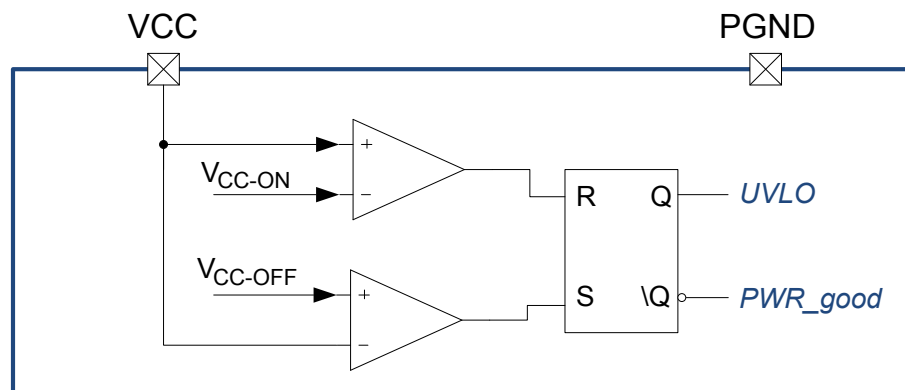 VCC PGND
+
VCC-ON
−
R Q UVLO
VCC-OFF
+
S \Q PWR_good
−